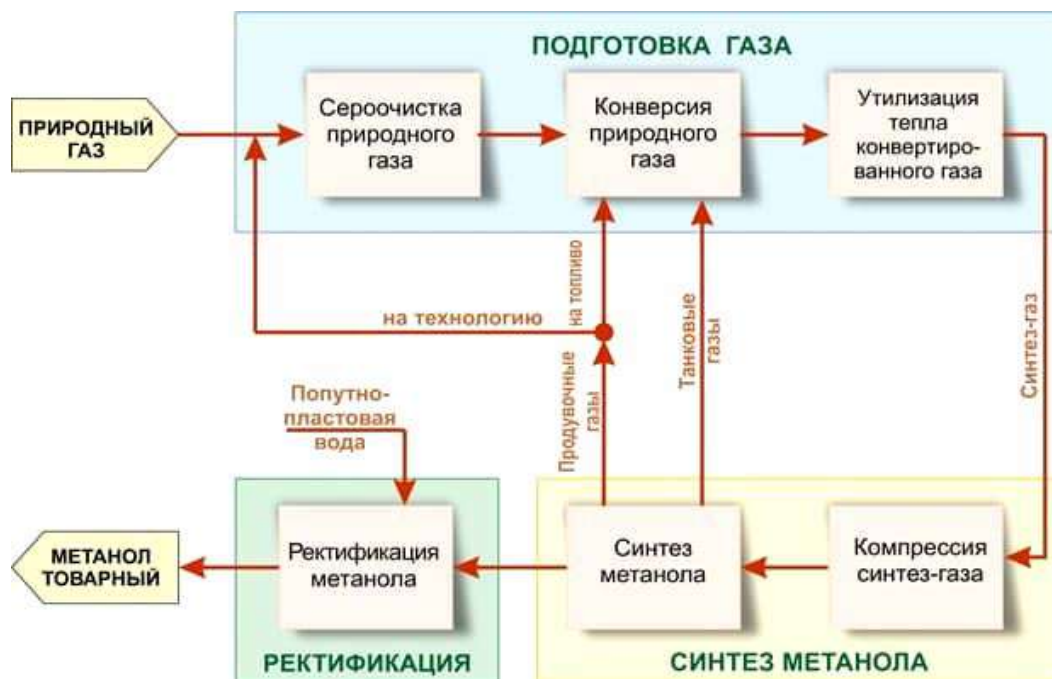 ПОДГОТОВКА ГАЗА
ПРИРОДНЫЙ
ГАЗ
Сероочистка
природного
газа
Конверсия
природного
газа
Утилизация
тепла
конвертиро-
ванного газа
на технологию
на топливо
Продувочные
газы
Танковые
газы
Синтез-газ
Попутно-
пластовая
вода
МЕТАНОЛ
ТОВАРНЫЙ
Ректификация
метанола
Синтез
метанола
Компрессия
синтез-газа
РЕКТИФИКАЦИЯ
СИНТЕЗ МЕТАНОЛА